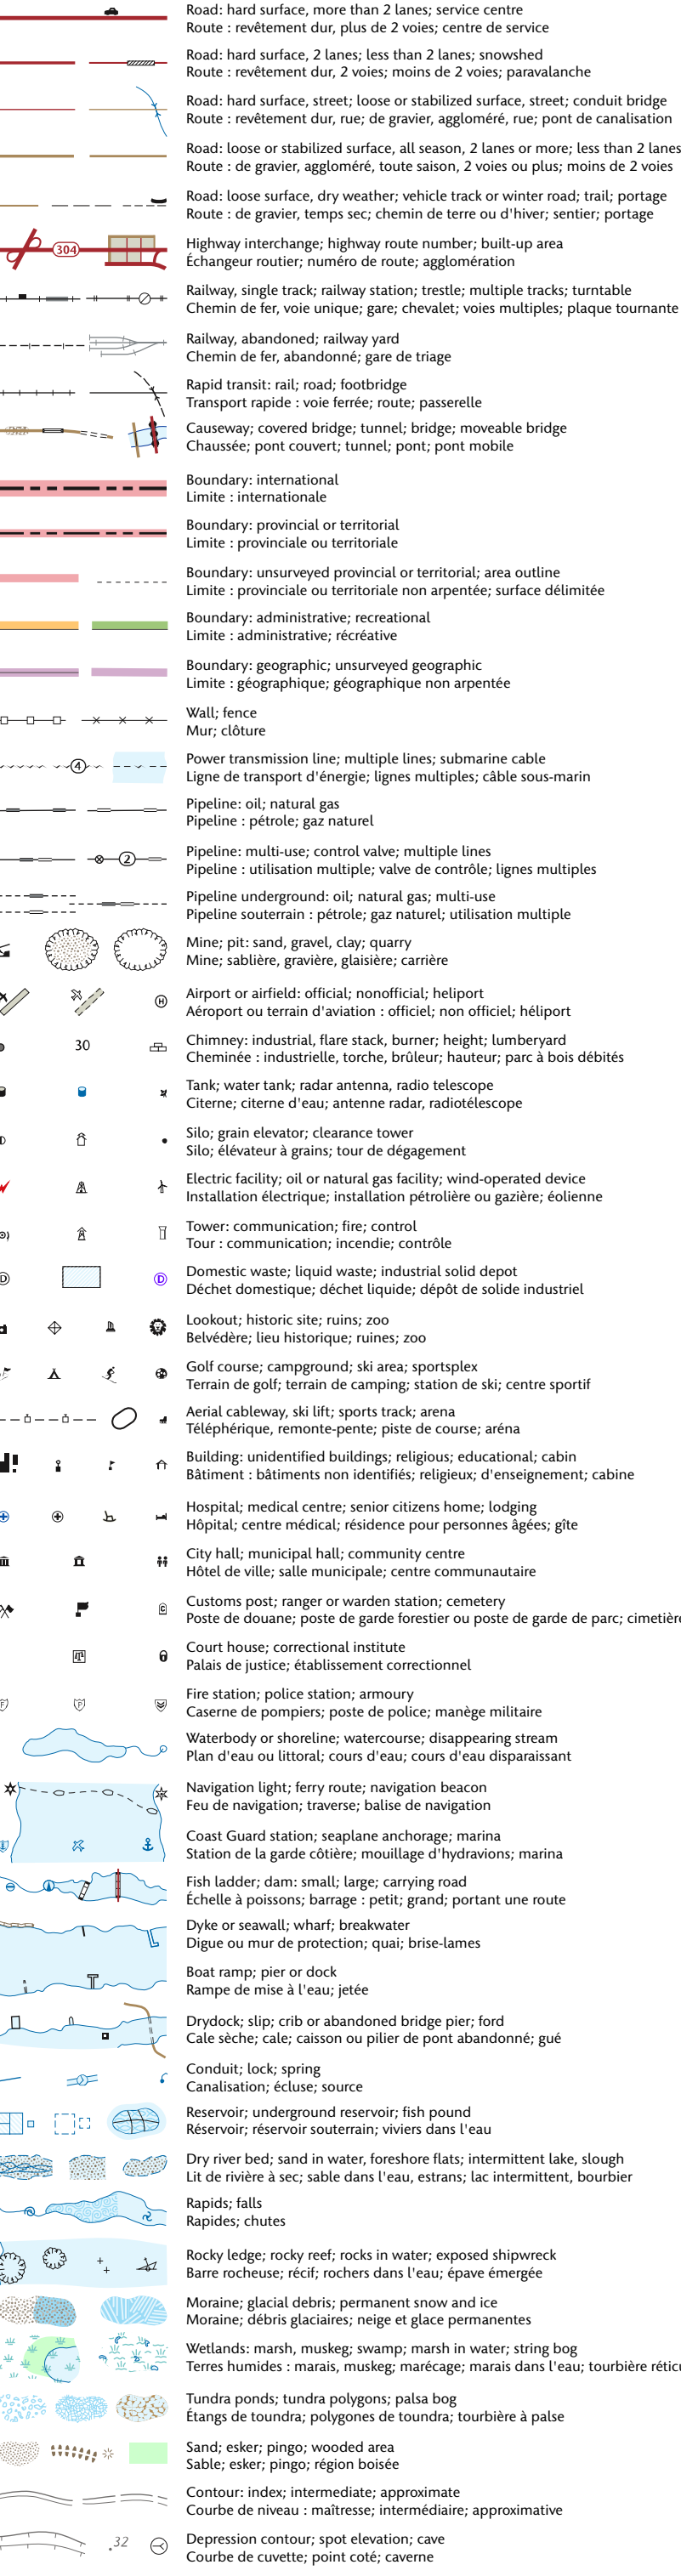 Road: hard surface, more than 2 lanes; service centre
Route : revêtement dur, plus de 2 voies; centre de service
Road: hard surface, 2 lanes; less than 2 lanes; snowshed
Route : revêtement dur, 2 voies; moins de 2 voies; paravalanche
Road: hard surface, street; loose or stabilized surface, street; conduit bridge
Route : revêtement dur, rue; de gravier, aggloméré, rue; pont de canalisation
Road: loose or stabilized surface, all season, 2 lanes or more; less than 2 lanes
Route : de gravier, aggloméré, toute saison, 2 voies ou plus; moins de 2 voies
Road: loose surface, dry weather; vehicle track or winter road; trail; portage
Route : de gravier, temps sec; chemin de terre ou d'hiver; sentier; portage
304
Highway interchange; highway route number; built-up area
Échangeur routier; numéro de route; agglomération
Railway, single track; railway station; trestle; multiple tracks; turntable
Chemin de fer, voie unique; gare; chevalet; voies multiples; plaque tournante
Railway, abandoned; railway yard
Chemin de fer, abandonné; gare de triage
Rapid transit: rail; road; footbridge
Transport rapide : voie ferrée; route; passerelle
Causeway; covered bridge; tunnel; bridge; moveable bridge
Chaussée; pont couvert; tunnel; pont; pont mobile
Boundary: international
Limite : internationale
Boundary: provincial or territorial
Limite : provinciale ou territoriale
Boundary: unsurveyed provincial or territorial; area outline
Limite : provinciale ou territoriale non arpentée; surface délimitée
Boundary: administrative; recreational
Limite : administrative; récréative
Boundary: geographic; unsurveyed geographic
Limite : géographique; géographique non arpentée
Wall; fence
Mur; clôture
4
Power transmission line; multiple lines; submarine cable
Ligne de transport d'énergie; lignes multiples; câble sous-marin
Pipeline: oil; natural gas
Pipeline : pétrole; gaz naturel
2
Pipeline: multi-use; control valve; multiple lines
Pipeline : utilisation multiple; valve de contrôle; lignes multiples
Pipeline underground: oil; natural gas; multi-use
Pipeline souterrain : pétrole; gaz naturel; utilisation multiple
Mine; pit: sand, gravel, clay; quarry
Mine; sablière, gravière, glaisière; carrière
H
Airport or airfield: official; nonofficial; heliport
Aéroport ou terrain d'aviation : officiel; non officiel; héliport
30
Chimney: industrial, flare stack, burner; height; lumberyard
Cheminée : industrielle, torche, brûleur; hauteur; parc à bois débités
Tank; water tank; radar antenna, radio telescope
Citerne; citerne d'eau; antenne radar, radiotélescope
Silo; grain elevator; clearance tower
Silo; élévateur à grains; tour de dégagement
Electric facility; oil or natural gas facility; wind-operated device
Installation électrique; installation pétrolière ou gazière; éolienne
Tower: communication; fire; control
Tour : communication; incendie; contrôle
D D
Domestic waste; liquid waste; industrial solid depot
Déchet domestique; déchet liquide; dépôt de solide industriel
Lookout; historic site; ruins; zoo
Belvédère; lieu historique; ruines; zoo
Golf course; campground; ski area; sportsplex
Terrain de golf; terrain de camping; station de ski; centre sportif
Aerial cableway, ski lift; sports track; arena
Téléphérique, remonte-pente; piste de course; aréna
Building: unidentified buildings; religious; educational; cabin
Bâtiment : bâtiments non identifiés; religieux; d'enseignement; cabine
Hospital; medical centre; senior citizens home; lodging
Hôpital; centre médical; résidence pour personnes âgées; gîte
City hall; municipal hall; community centre
Hôtel de ville; salle municipale; centre communautaire
C
Customs post; ranger or warden station; cemetery
Poste de douane; poste de garde forestier ou poste de garde de parc; cimetière
Court house; correctional institute
Palais de justice; établissement correctionnel
F P
Fire station; police station; armoury
Caserne de pompiers; poste de police; manège militaire
Waterbody or shoreline; watercourse; disappearing stream
Plan d'eau ou littoral; cours d'eau; cours d'eau disparaissant
Navigation light; ferry route; navigation beacon
Feu de navigation; traverse; balise de navigation
Coast Guard station; seaplane anchorage; marina
Station de la garde côtière; mouillage d'hydravions; marina
Fish ladder; dam: small; large; carrying road
Échelle à poissons; barrage : petit; grand; portant une route
Dyke or seawall; wharf; breakwater
Digue ou mur de protection; quai; brise-lames
Boat ramp; pier or dock
Rampe de mise à l'eau; jetée
Drydock; slip; crib or abandoned bridge pier; ford
Cale sèche; cale; caisson ou pilier de pont abandonné; gué
Conduit; lock; spring
Canalisation; écluse; source
Reservoir; underground reservoir; fish pound
Réservoir; réservoir souterrain; viviers dans l'eau
Dry river bed; sand in water, foreshore flats; intermittent lake, slough
Lit de rivière à sec; sable dans l'eau, estrans; lac intermittent, bourbier
Rapids; falls
Rapides; chutes
Rocky ledge; rocky reef; rocks in water; exposed shipwreck
Barre rocheuse; récif; rochers dans l'eau; épave émergée
Moraine; glacial debris; permanent snow and ice
Moraine; débris glaciaires; neige et glace permanentes
Wetlands: marsh, muskeg; swamp; marsh in water; string bog
Terres humides : marais, muskeg; marécage; marais dans l'eau; tourbière
Tundra ponds; tundra polygons; palsa bog
Étangs de toundra; polygones de toundra; tourbière à palse
Sand; esker; pingo; wooded area
Sable; esker; pingo; région boisée
Contour: index; intermediate; approximate
Courbe de niveau : maîtresse; intermédiaire; approximative
.32
Depression contour; spot elevation; cave
Courbe de cuvette; point coté; caverne